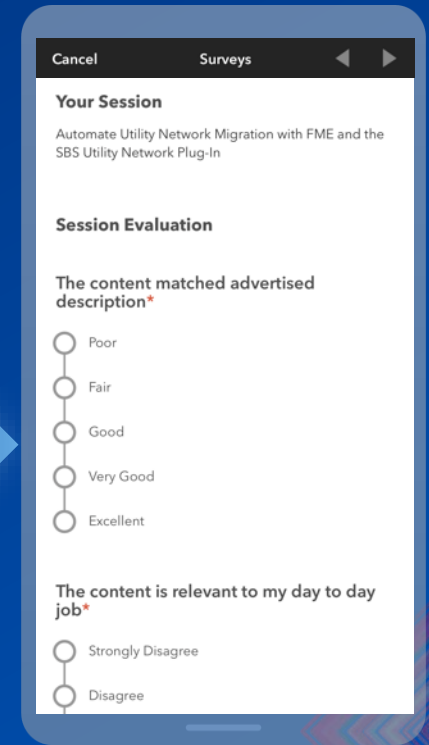 Cancel Surveys
Your Session
Automate Utility Network Migration with FME and the
SBS Utility Network Plug-In
Session Evaluation
The content matched advertised
description*
Poor
Fair
Good
Very Good
Excellent
The content is relevant to my day to day
job*
Strongly Disagree
Disagree